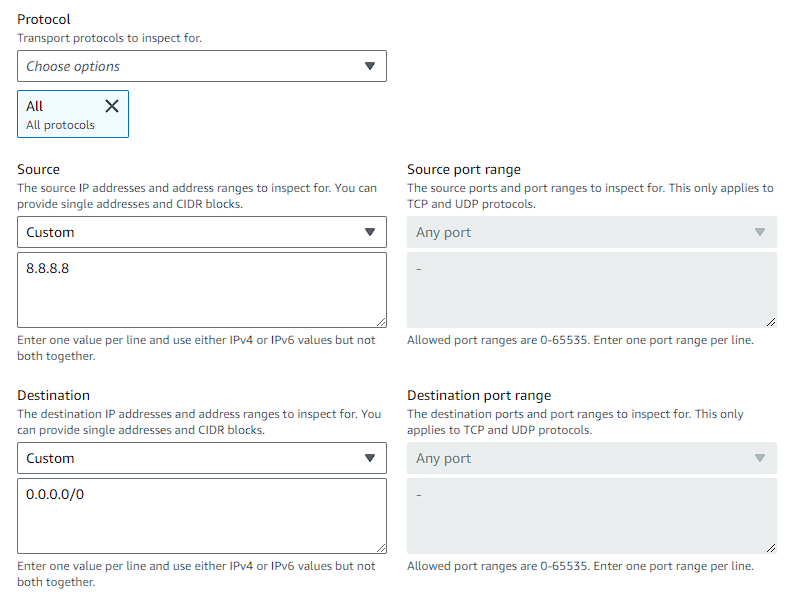 Protocol
Transport protocols to inspect for.
Choose options
All
All protocols
Source
The source IP addresses and address ranges to inspect for. You can
provide single addresses and CIDR blocks.
Custom
8.8.8.8
Enter one value per line and use either IPv4 or IPv6 values but not
both together.
Source port range
The source ports and port ranges to inspect for. This only applies to
TCP and UDP protocols.
Any port
-
Allowed port ranges are 0-65535. Enter one port range per line.
Destination
The destination IP addresses and address ranges to inspect for. You
can provide single addresses and CIDR blocks.
Custom
0.0.0.0/0
Enter one value per line and use either IPv4 or IPv6 values but not
both together.
Destination port range
The destination ports and port ranges to inspect for. This only
applies to TCP and UDP protocols.
Any port
-
Allowed port ranges are 0-65535. Enter one port range per line.